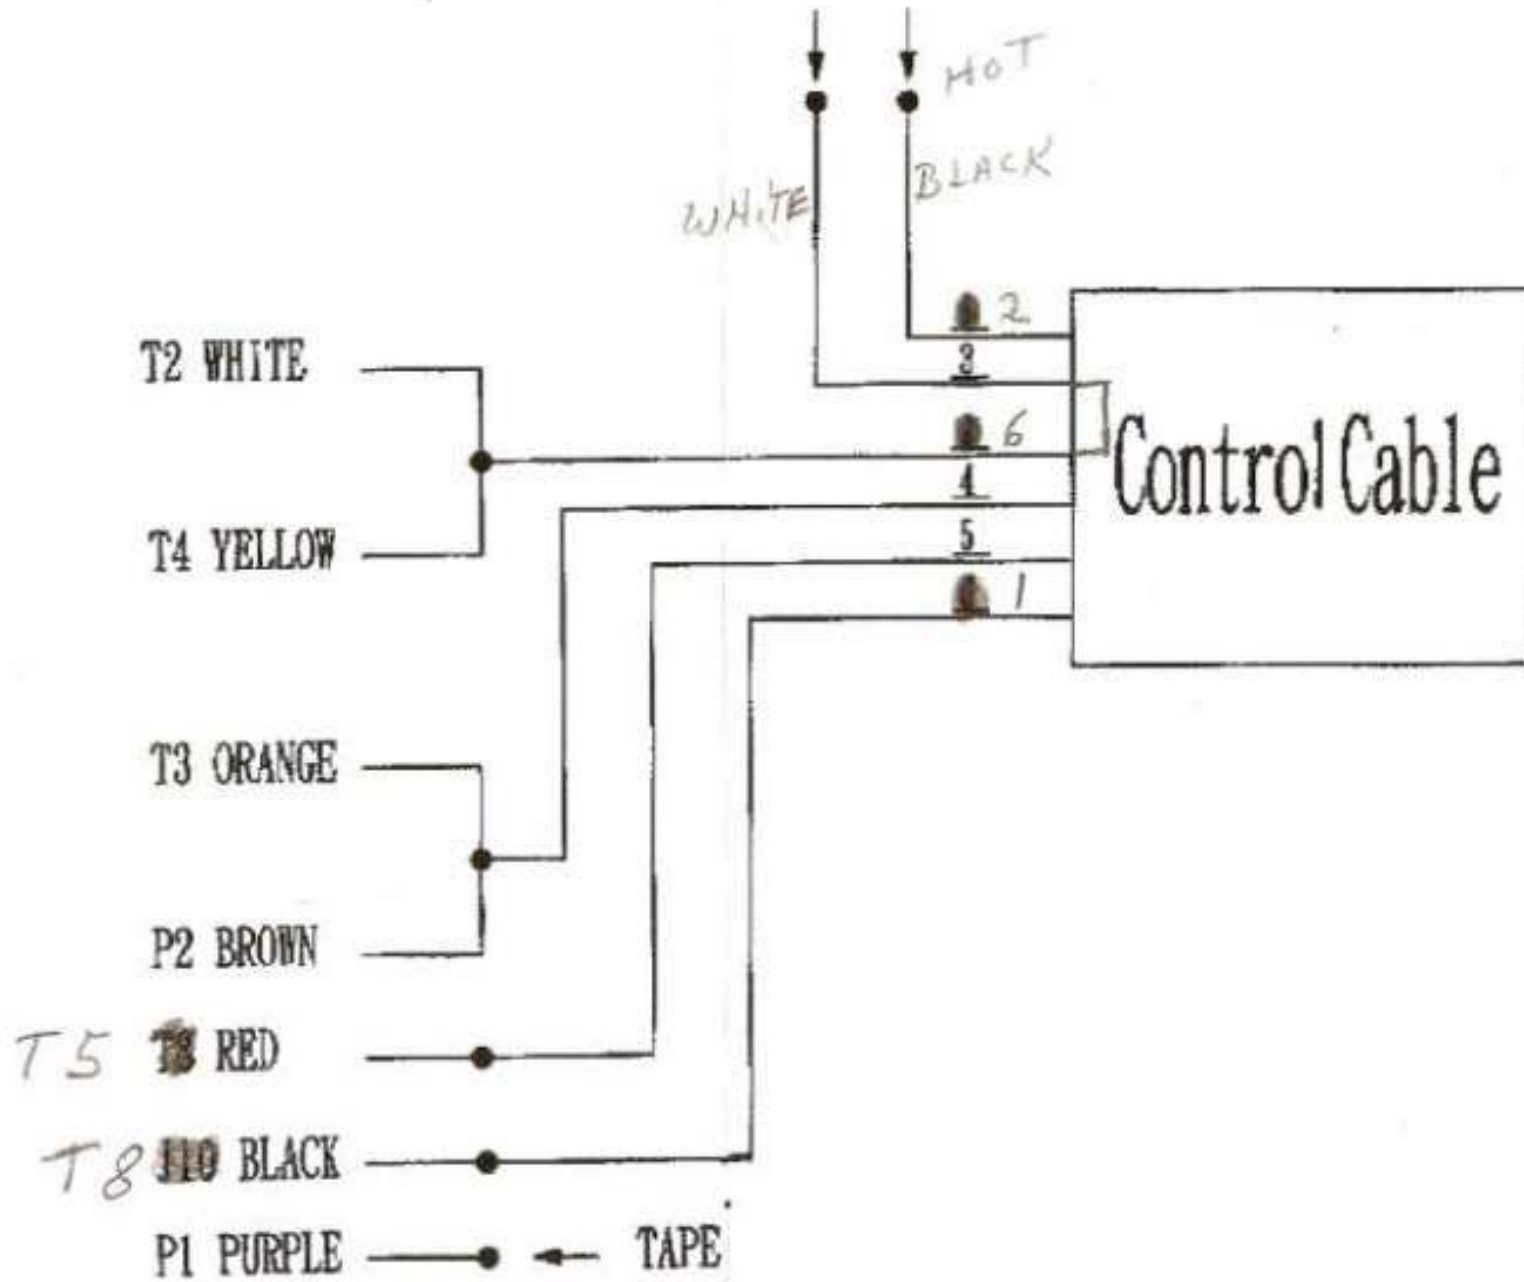 HOT
BLACK
WHITE
2
3
6
4
5
1
Control Cable
T2 WHITE
T4 YELLOW
T3 ORANGE
P2 BROWN
T5 RED
T8 BLACK
P1 PURPLE
TAPE